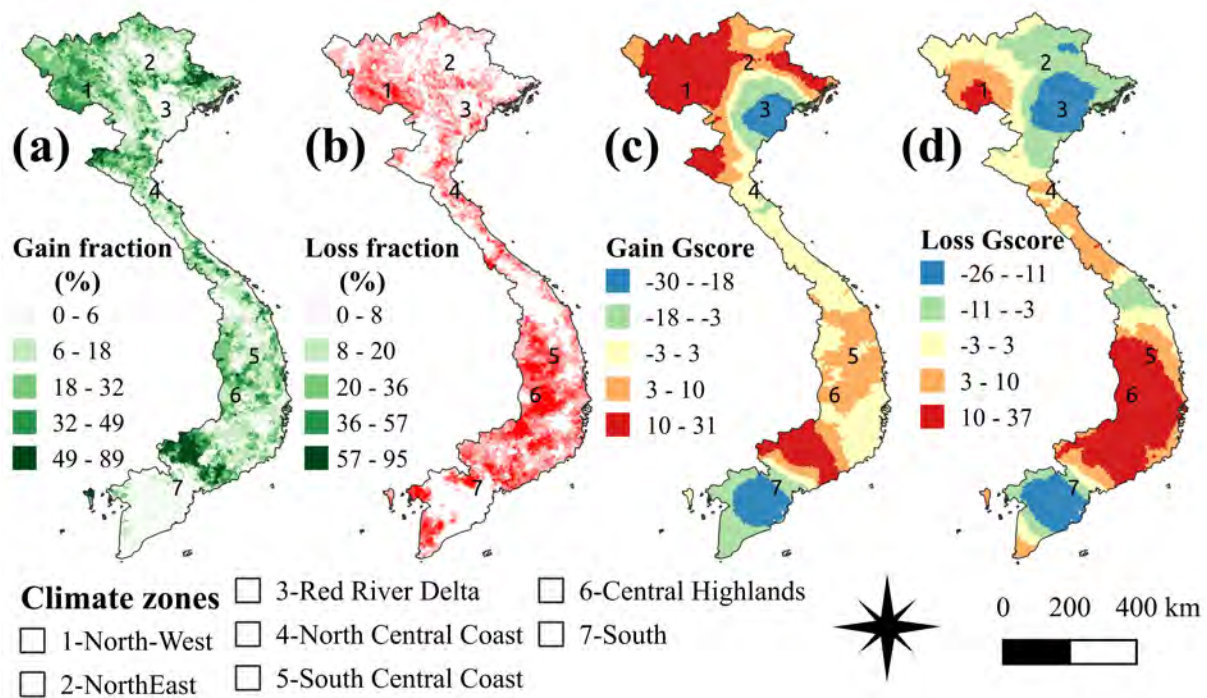 (a)
(b)
(c)
(d)
1
2
3
4
5
6
7
1
2
3
4
5
6
7
1
2
3
4
5
6
7
1
2
3
4
5
6
7
Gain fraction
(%)
0 - 6
6 - 18
18 - 32
32 - 49
49 - 89
Loss fraction
(%)
0 - 8
8 - 20
20 - 36
36 - 57
57 - 95
Gain Gscore
-30 - -18
-18 - -3
-3 - 3
3 - 10
10 - 31
Loss Gscore
-26 - -11
-11 - -3
-3 - 3
3 - 10
10 - 37
Climate zones
1-North-West
2-NorthEast
3-Red River Delta
4-North Central Coast
5-South Central Coast
6-Central Highlands
7-South
0 200 400 km